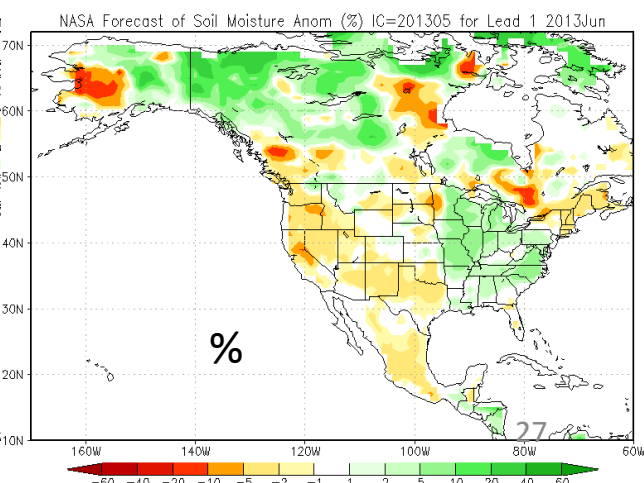 NASA Forecast of Soil Moisture Anom (%) IC=201305 for Lead 1 2013Jun
70N
60N
50N
40N
30N
20N
10N
%
27
160W 140W 120W 100W 80W 60W
-60 -40 -20 -10 -5 -2 -1 1 2 5 10 20 40 60